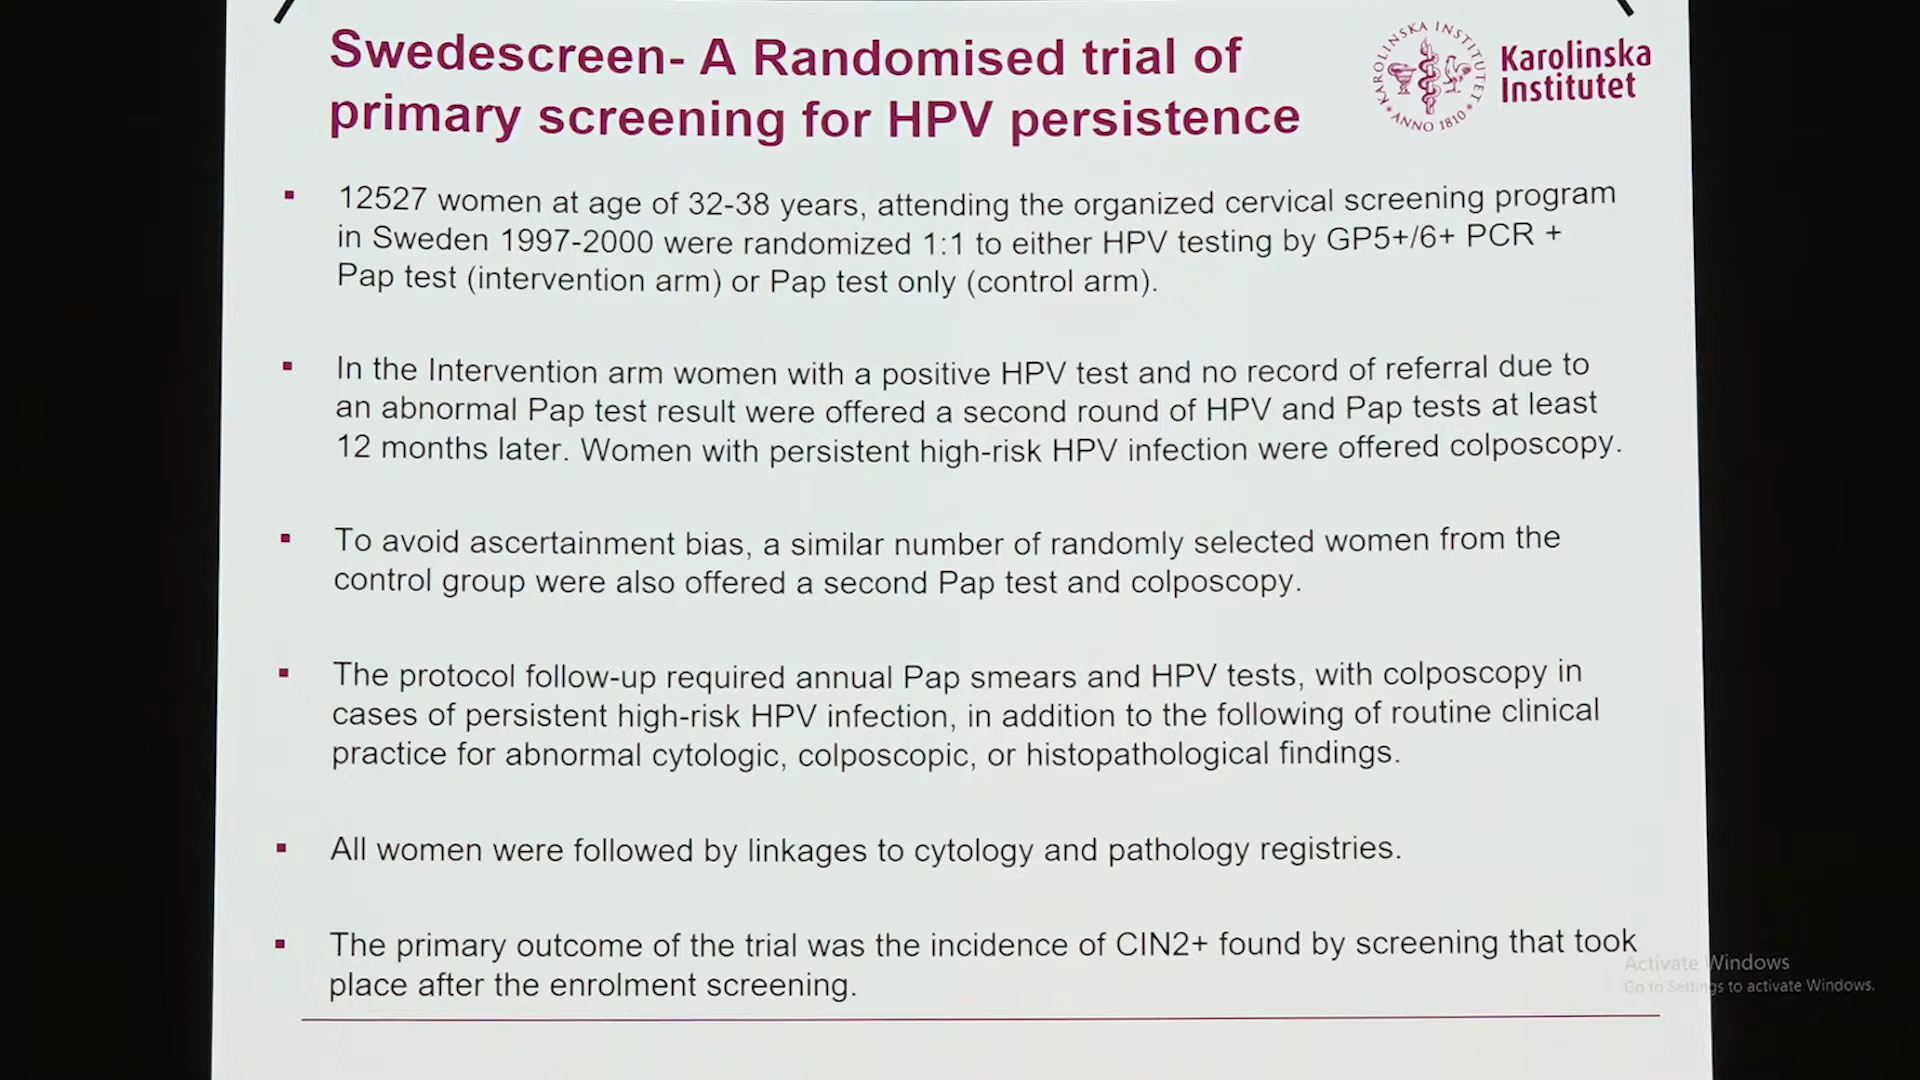 Swedescreen- A Randomised trial of
primary screening for HPV persistence
KAROLINSKA INSTITUTET
ANNO 1810
Karolinska
Institutet
12527 women at age of 32-38 years, attending the organized cervical screening program
in Sweden 1997-2000 were randomized 1:1 to either HPV testing by GP5+/6+ PCR +
Pap test (intervention arm) or Pap test only (control arm).
In the Intervention arm women with a positive HPV test and no record of referral due to
an abnormal Pap test result were offered a second round of HPV and Pap tests at least
12 months later. Women with persistent high-risk HPV infection were offered colposcopy.
To avoid ascertainment bias, a similar number of randomly selected women from the
control group were also offered a second Pap test and colposcopy.
The protocol follow-up required annual Pap smears and HPV tests, with colposcopy in
cases of persistent high-risk HPV infection, in addition to the following of routine clinical
practice for abnormal cytologic, colposcopic, or histopathological findings.
All women were followed by linkages to cytology and pathology registries.
The primary outcome of the trial was the incidence of CIN2+ found by screening that took
place after the enrolment screening.
Activate Windows
Go to Settings to activate Windows.